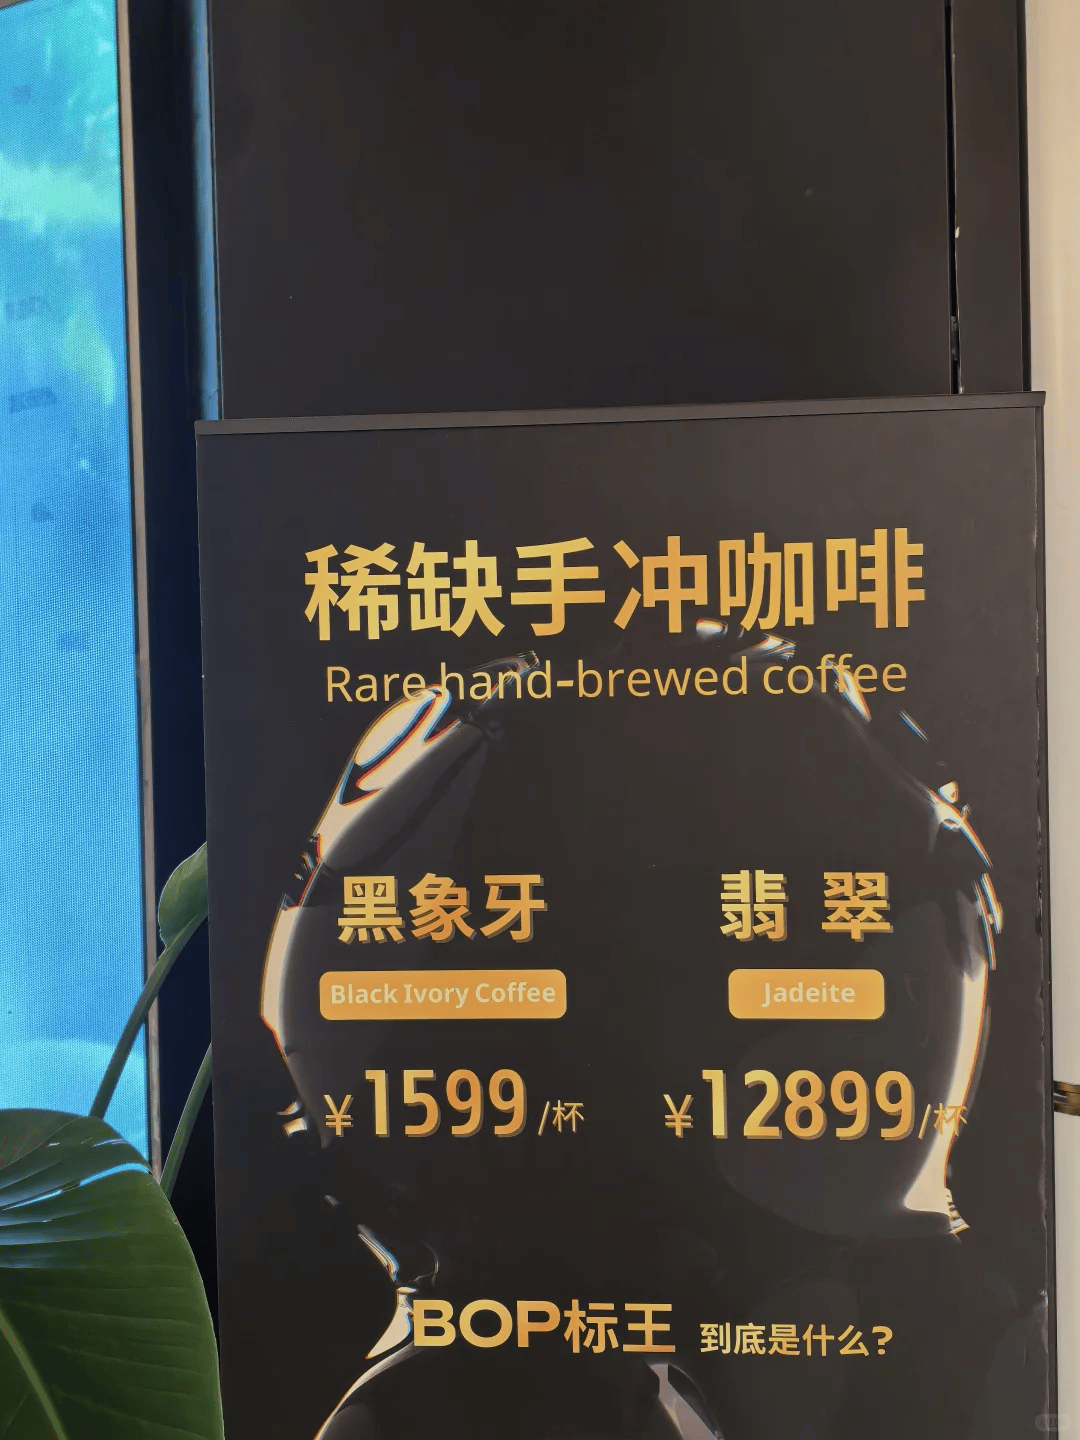 稀缺手冲咖啡
Rare hand-brewed coffee
黑象牙 翡翠
Black Ivory Coffee Jadeite
¥1599/杯 ¥12899/杯
BOP标王 到底是什么?